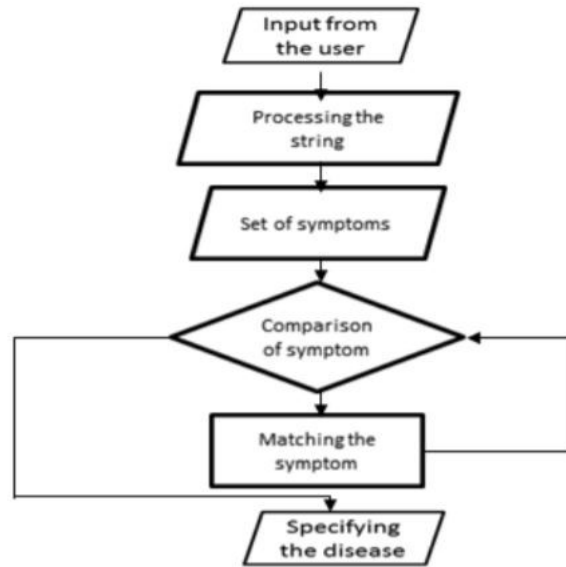 Input from
the user
Processing the
string
Set of symptoms
Comparison
of symptom
Matching the
symptom
Specifying
the disease